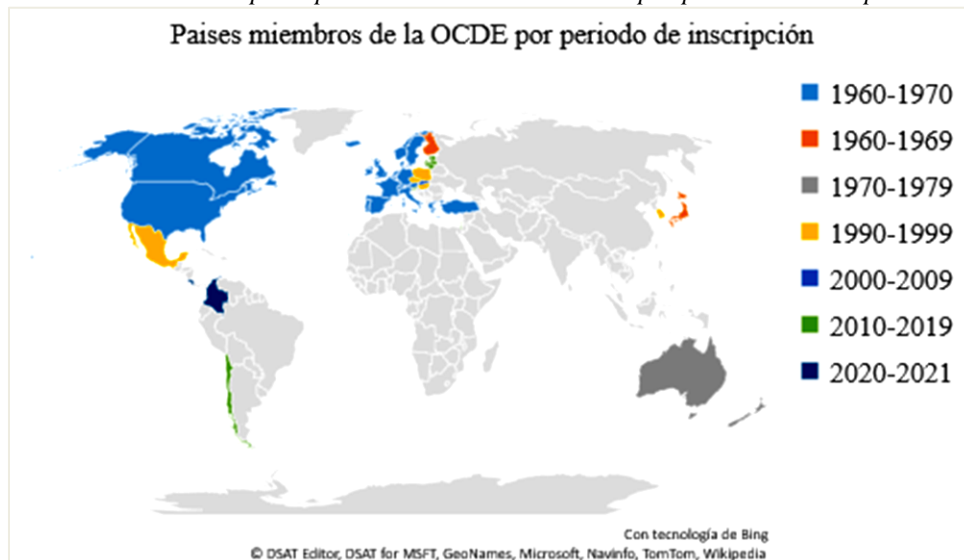 Paises miembros de la OCDE por periodo de inscripción
1960-1970
1960-1969
1970-1979
1990-1999
2000-2009
2010-2019
2020-2021
Con tecnología de Bing
© DSAT Editor, DSAT for MSFT, GeoNames, Microsoft, Navinfo, TomTom, Wikipedia